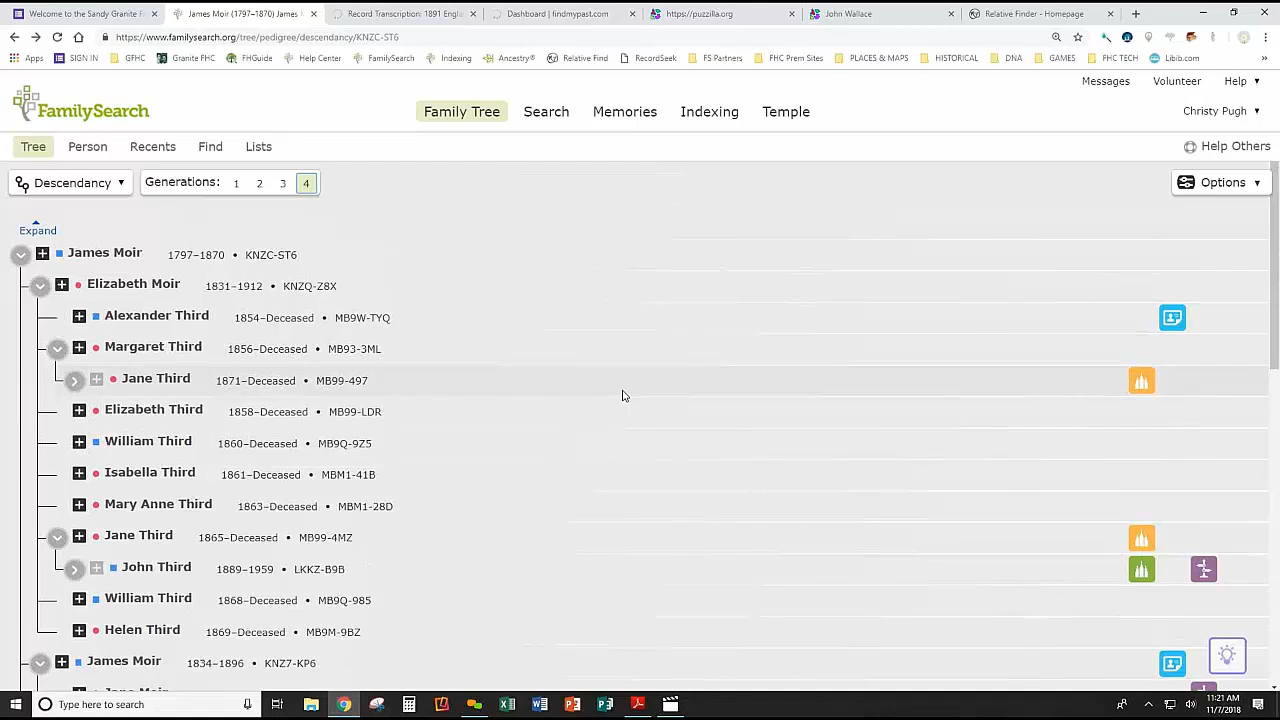 Welcome to the Sandy Granite F
James Moir (1797–1870) James M
Record Transcription: 1891 Engla
Dashboard | findmypast.com
https://puzzilla.org
John Wallace
Relative Finder - Homepage
https://www.familysearch.org/tree/pedigree/descendancy/KNZC-ST6
Apps SIGN IN GFHC Granite FHC FHGuide Help Center FamilySearch Indexing Ancestry® Relative Find RecordSeek FS Partners FHC Prem Sites PLACES & MAPS HISTORICAL DNA GAMES FHC TECH Libib.com »
Messages Volunteer Help
FamilySearch Family Tree Search Memories Indexing Temple Christy Pugh
Tree Person Recents Find Lists Help Others
Descendancy Generations: 1 2 3 4 Options
Expand
James Moir 1797–1870 • KNZC-ST6
Elizabeth Moir 1831–1912 • KNZQ-Z8X
Alexander Third 1854–Deceased • MB9W-TYQ
Margaret Third 1856–Deceased • MB93-3ML
Jane Third 1871–Deceased • MB99-497
Elizabeth Third 1858–Deceased • MB99-LDR
William Third 1860–Deceased • MB9Q-9Z5
Isabella Third 1861–Deceased • MBM1-41B
Mary Anne Third 1863–Deceased • MBM1-28D
Jane Third 1865–Deceased • MB99-4MZ
John Third 1889–1959 • LKKZ-B9B
William Third 1868–Deceased • MB9Q-985
Helen Third 1869–Deceased • MB9M-9BZ
James Moir 1834–1896 • KNZ7-KP6
Jane Moir
Type here to search
11:21 AM
11/7/2018